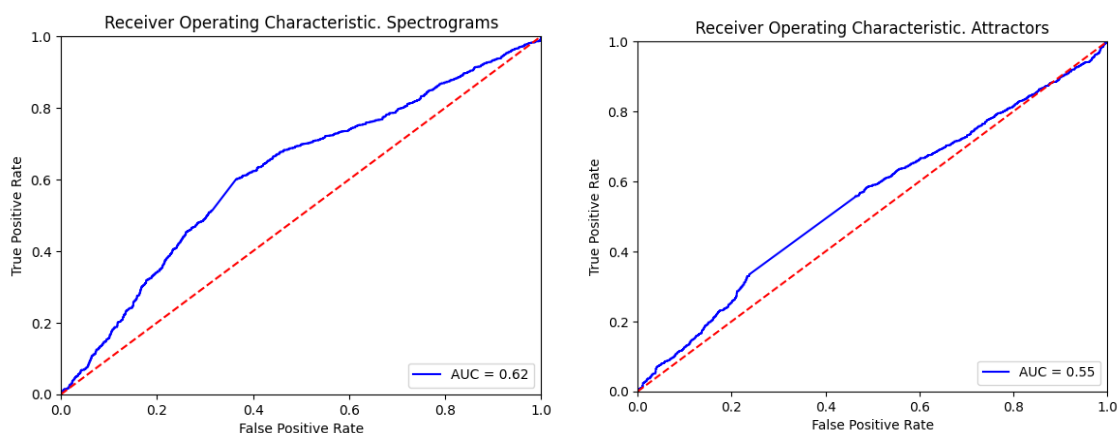 Receiver Operating Characteristic. Spectrograms
1.0
0.8
0.6
0.4
0.2
0.0
True Positive Rate
AUC = 0.62
0.0 0.2 0.4 0.6 0.8 1.0
False Positive Rate
Receiver Operating Characteristic. Attractors
1.0
0.8
0.6
0.4
0.2
0.0
True Positive Rate
AUC = 0.55
0.0 0.2 0.4 0.6 0.8 1.0
False Positive Rate